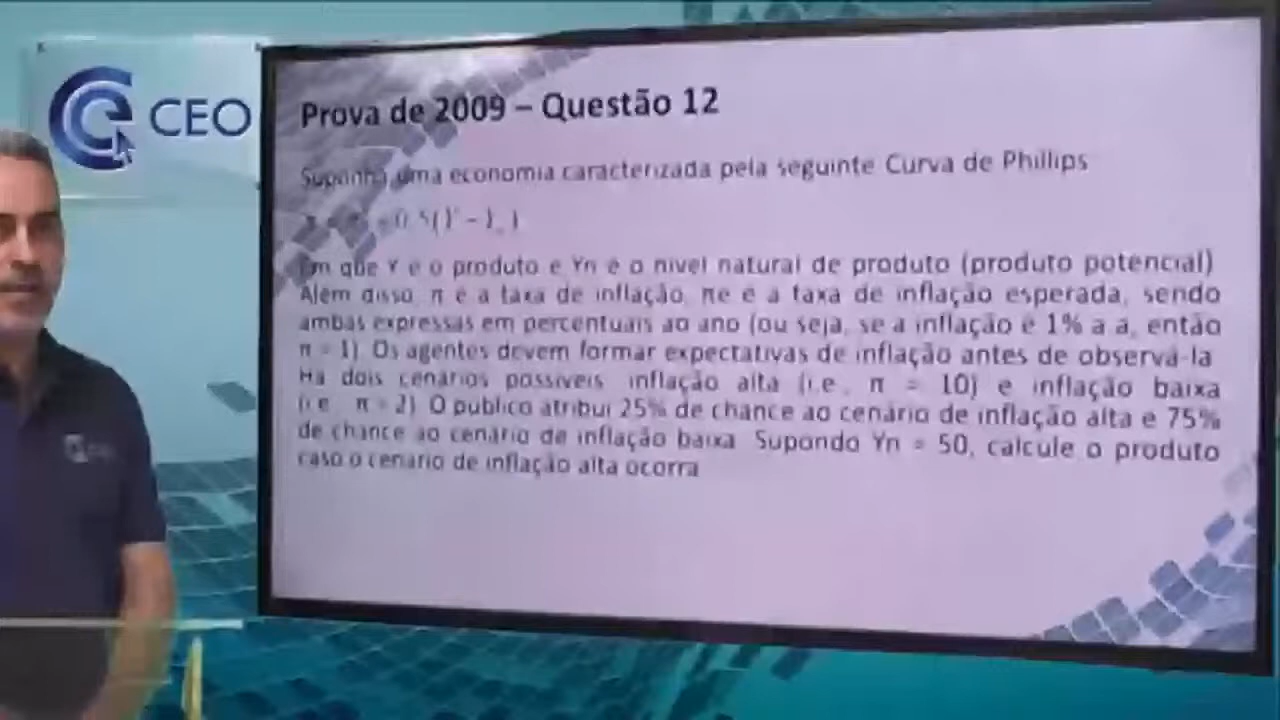 CEO
Prova de 2009 – Questão 12
Suponha uma economia caracterizada pela seguinte Curva de Phillips
Em que Y é o produto e Yn é o nível natural de produto (produto potencial)
Além disso, π é a taxa de inflação, πe é a taxa de inflação esperada, sendo
ambas expressas em percentuais ao ano (ou seja, se a inflação é 1% a a, então
π = 1) Os agentes devem formar expectativas de inflação antes de observá-la
Há dois cenários possíveis inflação alta (i.e., π = 10) e inflação baixa
(i.e., π = 2) O público atribui 25% de chance ao cenário de inflação alta e 75%
de chance ao cenário de inflação baixa Supondo Yn = 50, calcule o produto
caso o cenário de inflação alta ocorra